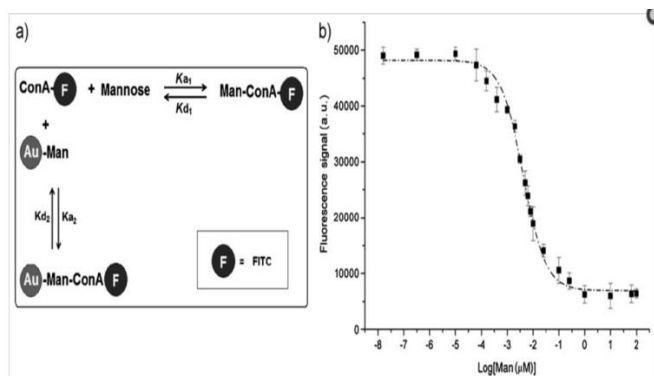 a)
ConA-F + Mannose Ka1 Kd1 Man-ConA-F
+
Au-Man
Kd2 Ka2
Au-Man-ConA F
F = FITC
b)
Fluorescence signal (a. u.)
50000
40000
30000
20000
10000
0
-8 -7 -6 -5 -4 -3 -2 -1 0 1 2
Log[Man (μM)]